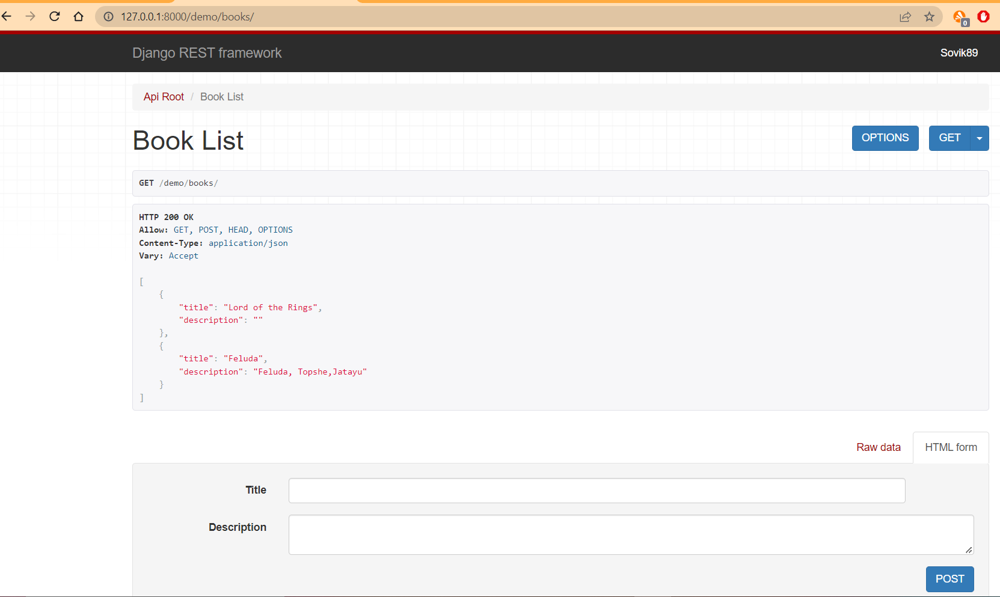 127.0.0.1:8000/demo/books/
0
Django REST framework
Sovik89
Api Root / Book List
Book List
OPTIONS
GET
GET /demo/books/
HTTP 200 OK
Allow: GET, POST, HEAD, OPTIONS
Content-Type: application/json
Vary: Accept
[
    {
        "title": "Lord of the Rings",
        "description": ""
    },
    {
        "title": "Feluda",
        "description": "Feluda, Topshe,Jatayu"
    }
]
Raw data
HTML form
Title
Description
POST